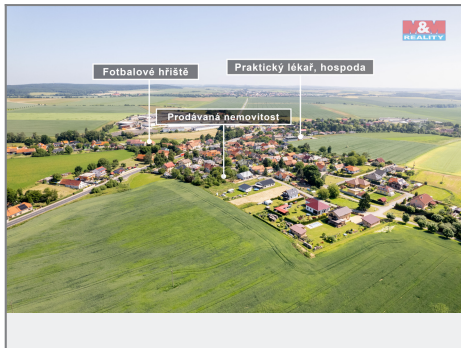 M&M
REALITY
Fotbalové hřiště
Praktický lékař, hospoda
Prodávaná nemovitost